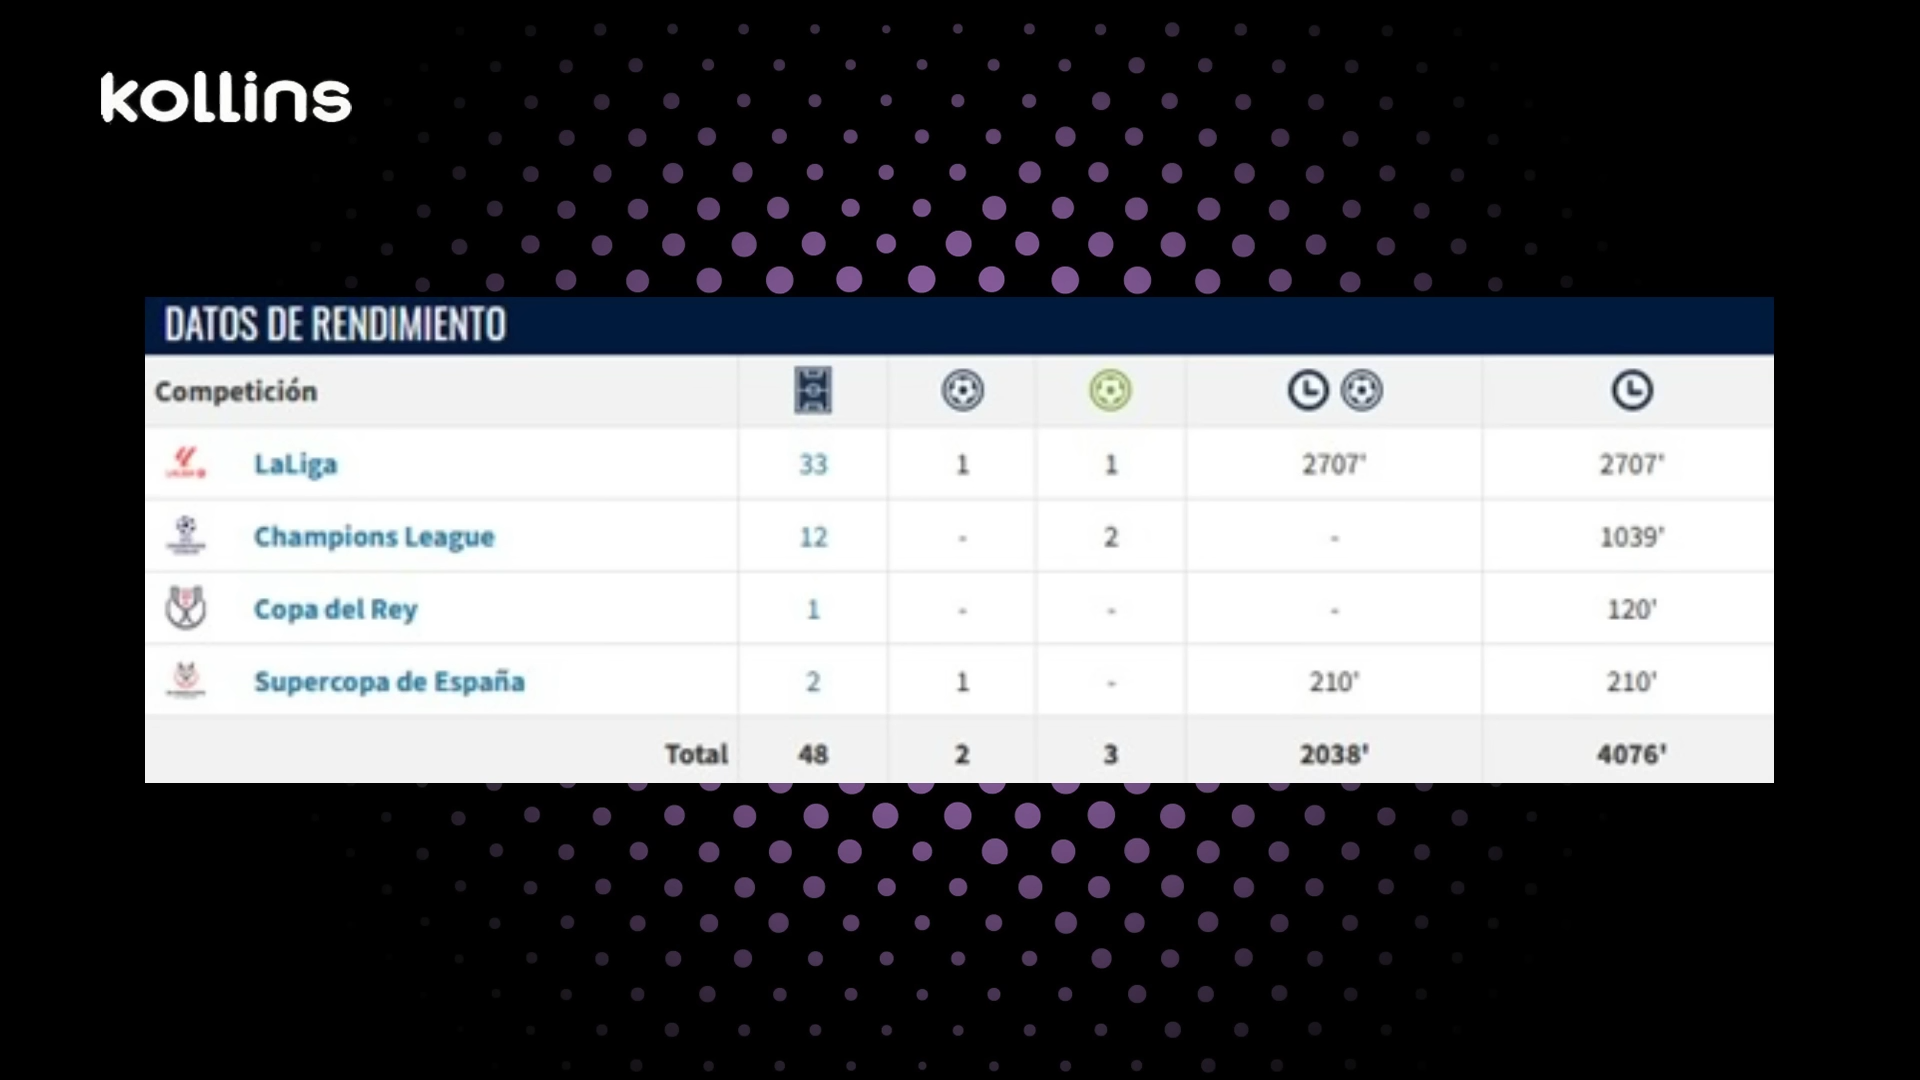 kollins
DATOS DE RENDIMIENTO
Competición
LaLiga 33 1 1 2707' 2707'
Champions League 12 - 2 - 1039'
Copa del Rey 1 - - - 120'
Supercopa de España 2 1 - 210' 210'
Total 48 2 3 2038' 4076'